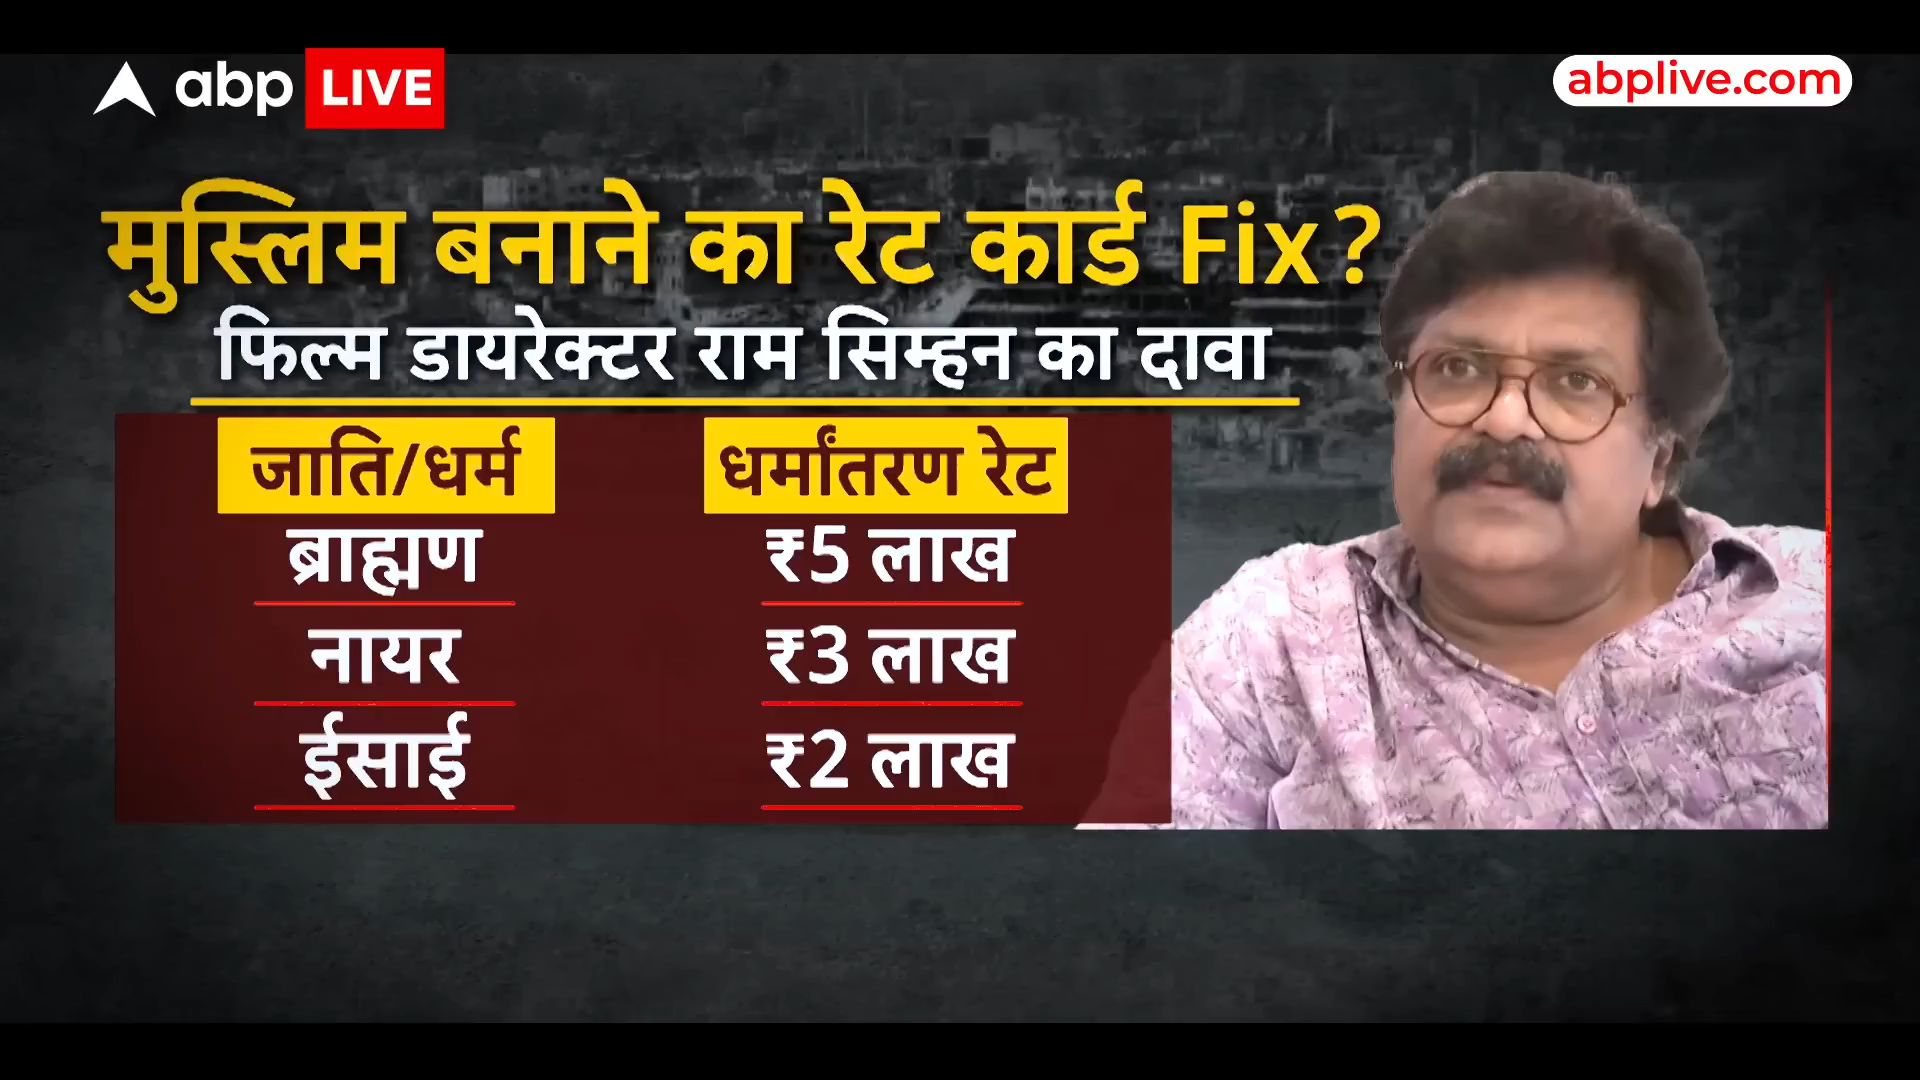 abp LIVE
abplive.com
मुस्लिम बनाने का रेट कार्ड Fix?
फिल्म डायरेक्टर राम सिम्हन का दावा
जाति/धर्म धर्मांतरण रेट
ब्राह्मण ₹5 लाख
नायर ₹3 लाख
ईसाई ₹2 लाख